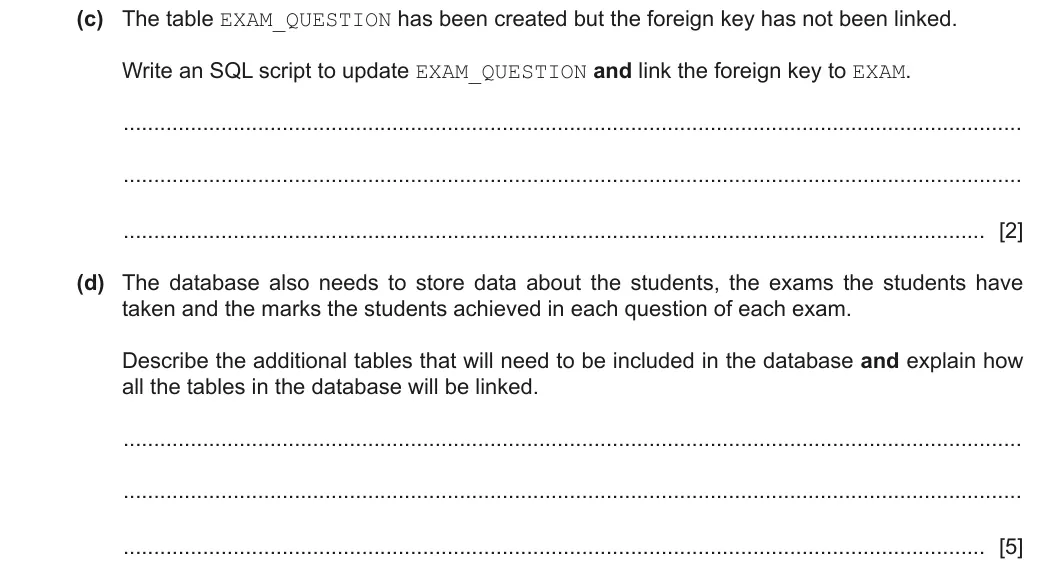 (c) The table EXAM_QUESTION has been created but the foreign key has not been linked.
Write an SQL script to update EXAM_QUESTION and link the foreign key to EXAM.
..........................................................................................................................................
..........................................................................................................................................
.................................................................................................................................... [2]
(d) The database also needs to store data about the students, the exams the students have
taken and the marks the students achieved in each question of each exam.
Describe the additional tables that will need to be included in the database and explain how
all the tables in the database will be linked.
..........................................................................................................................................
..........................................................................................................................................
.................................................................................................................................... [5]